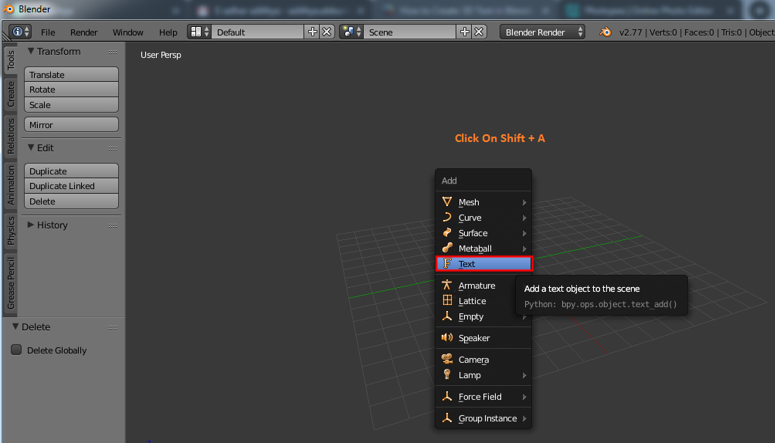 Blender
File Render Window Help Default Scene Blender Render v2.77 | Verts:0 | Faces:0 | Tris:0 | Object
Tools
Create
Relations
Animation
Physics
Grease Pencil
Transform
Translate
Rotate
Scale
Mirror
Edit
Duplicate
Duplicate Linked
Delete
History
Delete
Delete Globally
User Persp
Click On Shift + A
Add
Mesh
Curve
Surface
Metaball
Text
Armature
Lattice
Empty
Speaker
Camera
Lamp
Force Field
Group Instance
Add a text object to the scene
Python: bpy.ops.object.text_add()